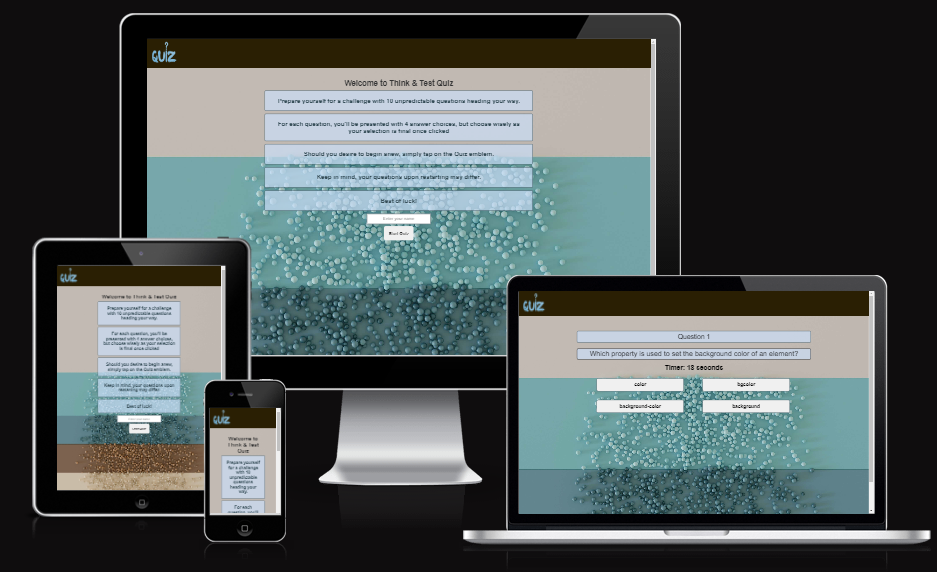 QUIZ
Welcome to Think & Test Quiz
Prepare yourself for a challenge with 10 unpredictable questions heading your way.
For each question, you'll be presented with 4 answer choices, but choose wisely as
your selection is final once clicked
Should you desire to begin anew, simply tap on the Quiz emblem.
Keep in mind, your questions upon restarting may differ.
Best of luck!
Enter your name
Start Quiz
QUIZ
Welcome to Think & Test Quiz
Prepare yourself for a challenge
with 10 unpredictable questions
heading your way.
For each question, you'll be
presented with 4 answer choices,
but choose wisely as your selection
is final once clicked
Should you desire to begin anew,
simply tap on the Quiz emblem.
Keep in mind, your questions upon
restarting may differ.
Best of luck!
QUIZ
Welcome to
Think & Test
Quiz
Prepare yourself
for a challenge
with 10
unpredictable
questions
heading your
way.
For each
question, you'll
QUIZ
Question 1
Which property is used to set the background color of an element?
Timer: 13 seconds
color
bgcolor
background-color
background